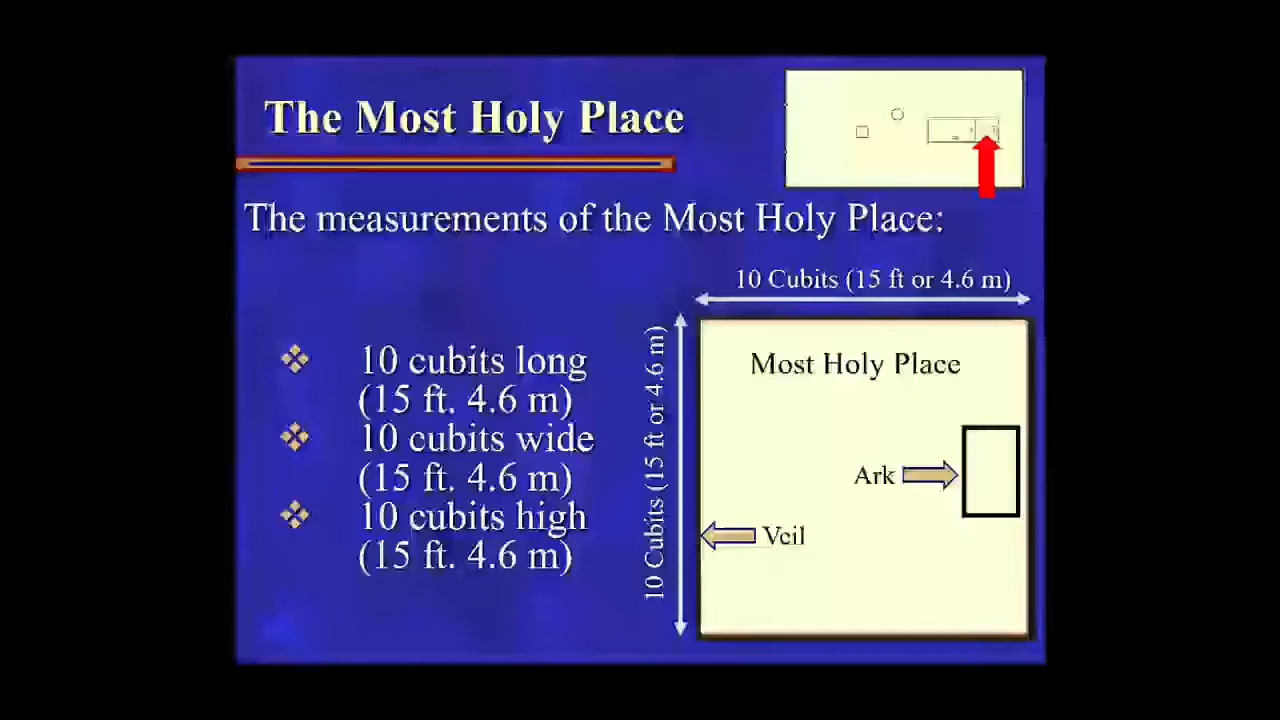 The Most Holy Place
The measurements of the Most Holy Place:
10 cubits long
(15 ft. 4.6 m)
10 cubits wide
(15 ft. 4.6 m)
10 cubits high
(15 ft. 4.6 m)
10 Cubits (15 ft or 4.6 m)
10 Cubits (15 ft or 4.6 m)
Most Holy Place
Ark
Veil